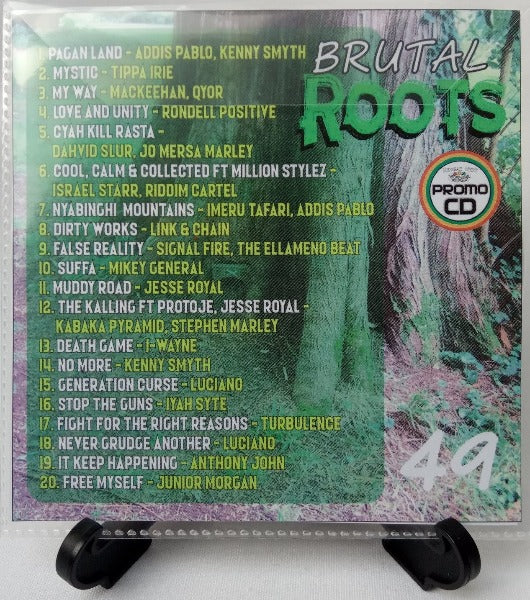 BRUTAL
ROOTS
1. PAGAN LAND - ADDIS PABLO, KENNY SMYTH
2. MYSTIC - TIPPA IRIE
3. MY WAY - MACKEEHAN, QYOR
4. LOVE AND UNITY - RONDELL POSITIVE
5. CYAH KILL RASTA -
DAHVID SLUR, JO MERSA MARLEY
6. COOL, CALM & COLLECTED FT MILLION STYLEZ -
ISRAEL STARR, RIDDIM CARTEL
7. NYABINGHI MOUNTAINS - IMERU TAFARI, ADDIS PABLO
8. DIRTY WORKS - LINK & CHAIN
9. FALSE REALITY - SIGNAL FIRE, THE ELLAMENO BEAT
10. SUFFA - MIKEY GENERAL
11. MUDDY ROAD - JESSE ROYAL
12. THE KALLING FT PROTOJE, JESSE ROYAL -
KABAKA PYRAMID, STEPHEN MARLEY
13. DEATH GAME - I-WAYNE
14. NO MORE - KENNY SMYTH
15. GENERATION CURSE - LUCIANO
16. STOP THE GUNS - IYAH SYTE
17. FIGHT FOR THE RIGHT REASONS - TURBULENCE
18. NEVER GRUDGE ANOTHER - LUCIANO
19. IT KEEP HAPPENING - ANTHONY JOHN
20. FREE MYSELF - JUNIOR MORGAN
PROMO
CD
49